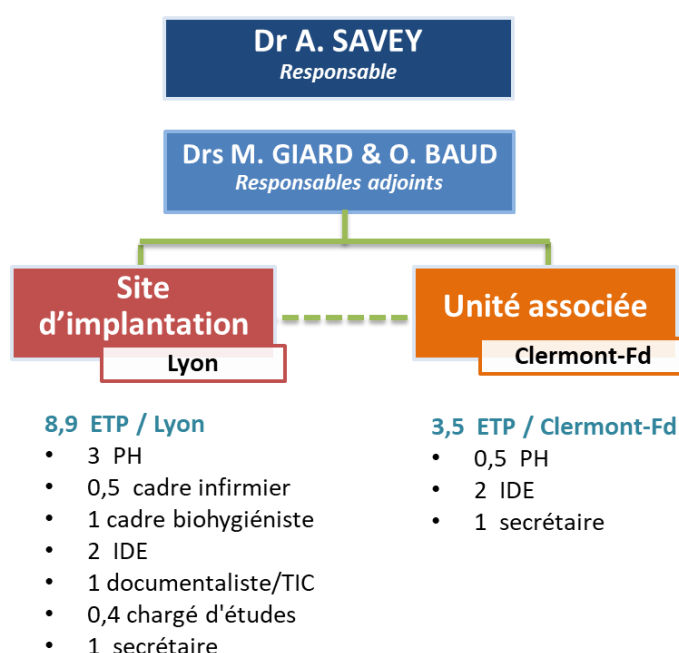 Dr A. SAVEY
Responsable
Drs M. GIARD & O. BAUD
Responsables adjoints
Site
d'implantation
Lyon
Unité associée
Clermont-Fd
8,9 ETP / Lyon
• 3 PH
• 0,5 cadre infirmier
• 1 cadre biohygiéniste
• 2 IDE
• 1 documentaliste/TIC
• 0,4 chargé d'études
• 1 secrétaire
3,5 ETP / Clermont-Fd
• 0,5 PH
• 2 IDE
• 1 secrétaire